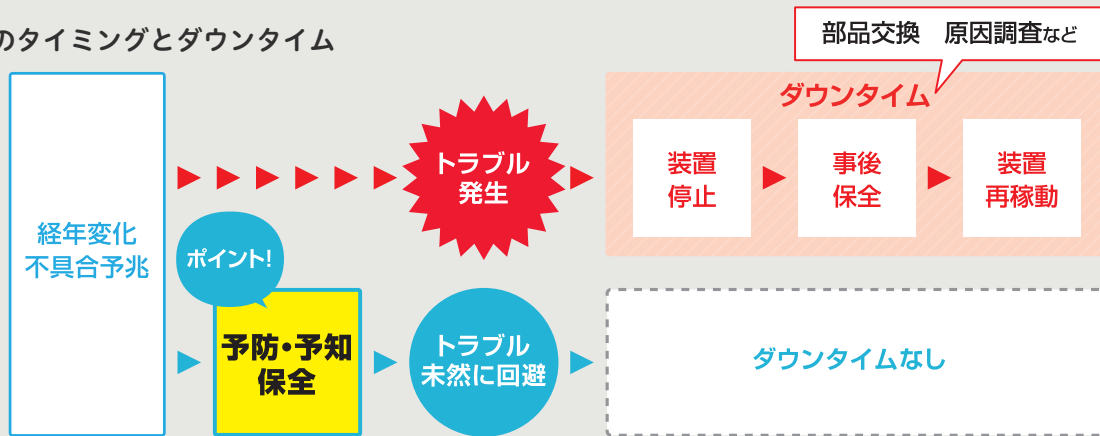 のタイミングとダウンタイム
部品交換 原因調査など
ダウンタイム
経年変化
不具合予兆
トラブル
発生
装置
停止
事後
保全
装置
再稼動
ポイント!
予防・予知
保全
トラブル
未然に回避
ダウンタイムなし